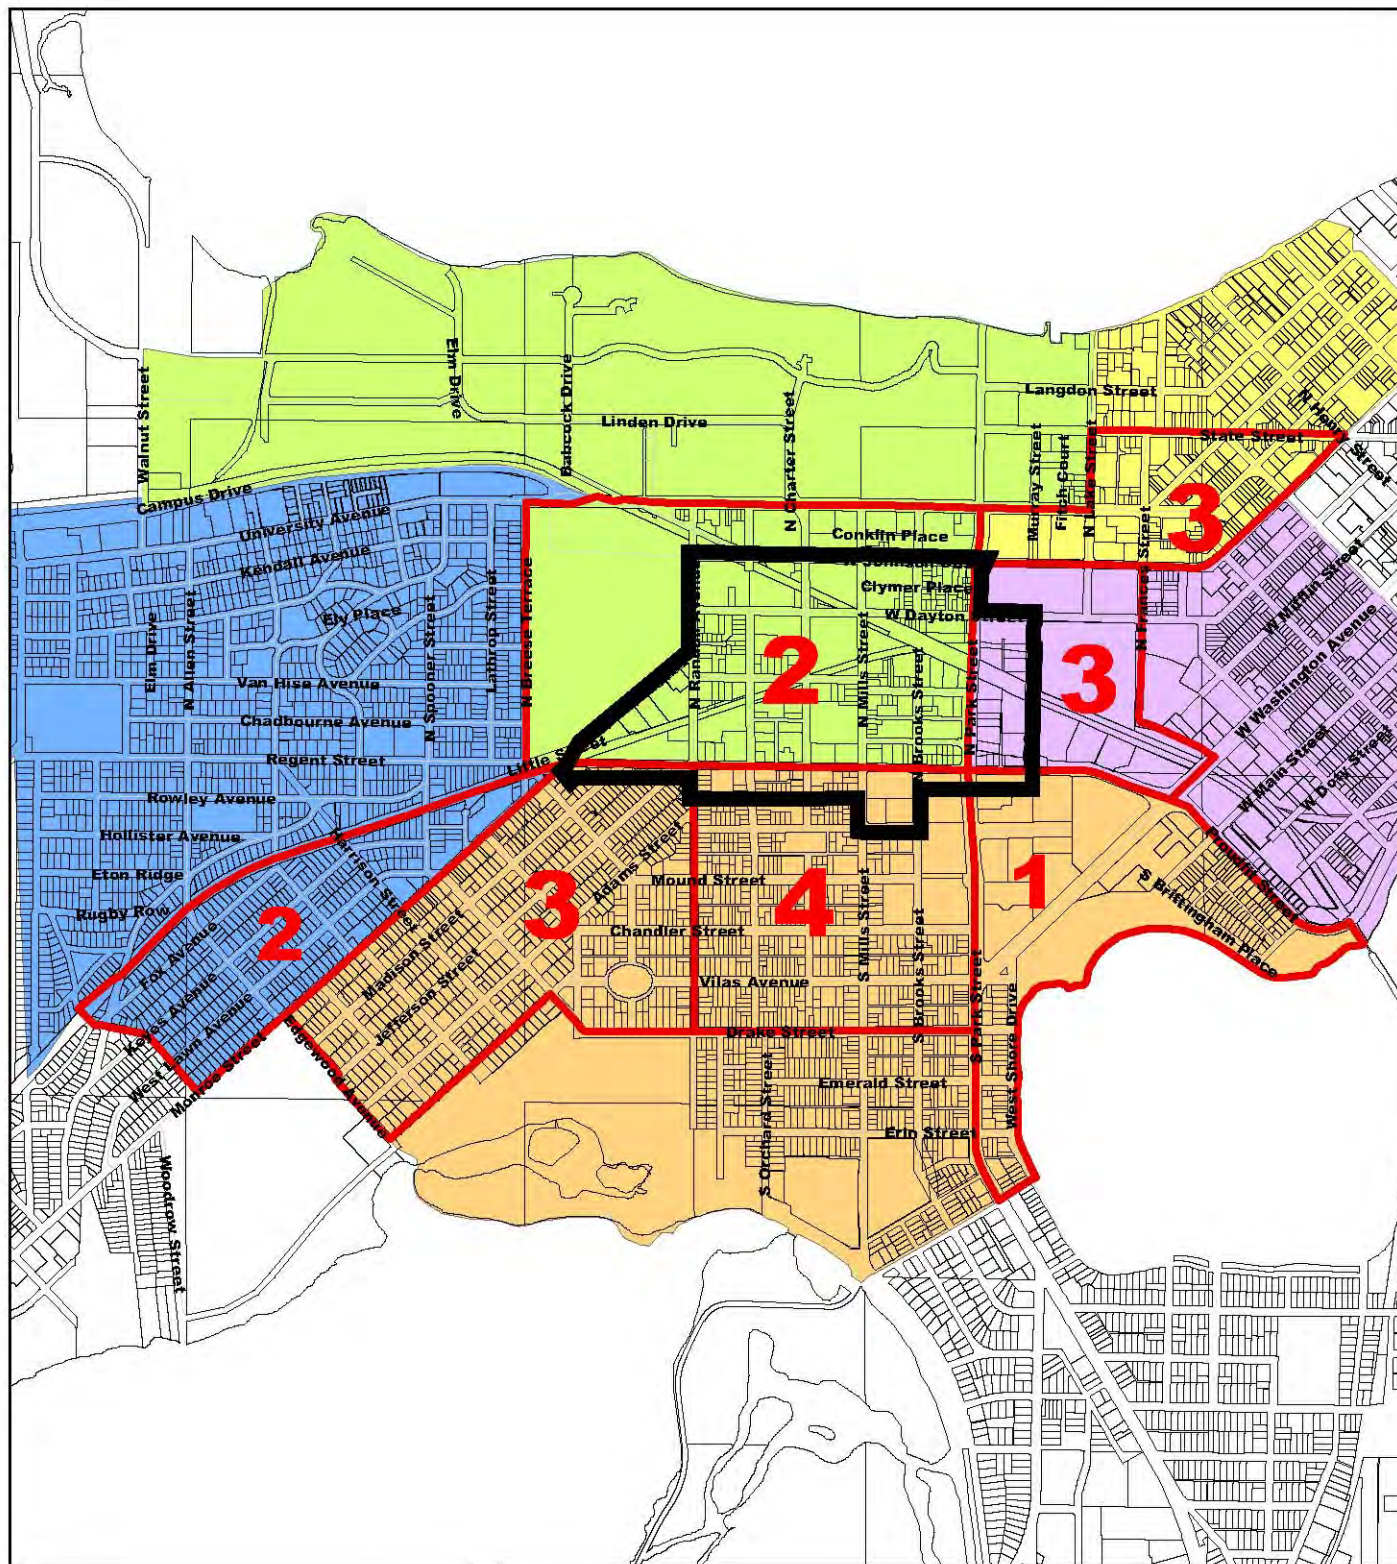 Langdon Street
N Henry Street
State Street
Elm Drive
Babcock Drive
Linden Drive
N Charter Street
Murray Street
Fitch Court
N Lake Street
Walnut Street
Campus Drive
3
University Avenue
Conklin Place
Kendall Avenue
Clymer Place
W Dayton Street
N Frances Street
W Mifflin Street
W Washington Avenue
Ely Place
N Breese Terrace
Lathrop Street
N Spooner Street
Elm Drive
N Allen Street
2
3
N Mills Street
N Brooks Street
N Park Street
Van Hise Avenue
Chadbourne Avenue
Regent Street
Little Street
W Main Street
W Doty Street
Rowley Avenue
Hollister Avenue
Harrison Street
Eton Ridge
Rugby Row
Adams Street
Mound Street
Proudfit Street
S Brittingham Place
2
3
4
1
Fox Avenue
Madison Street
Chandler Street
S Mills Street
Keyes Avenue
Jefferson Street
Vilas Avenue
S Brooks Street
S Park Street
West Shore Drive
West Lawn Avenue
Edgewood Avenue
Monroe Street
Drake Street
Emerald Street
S Orchard Street
Erin Street
Woodrow Street